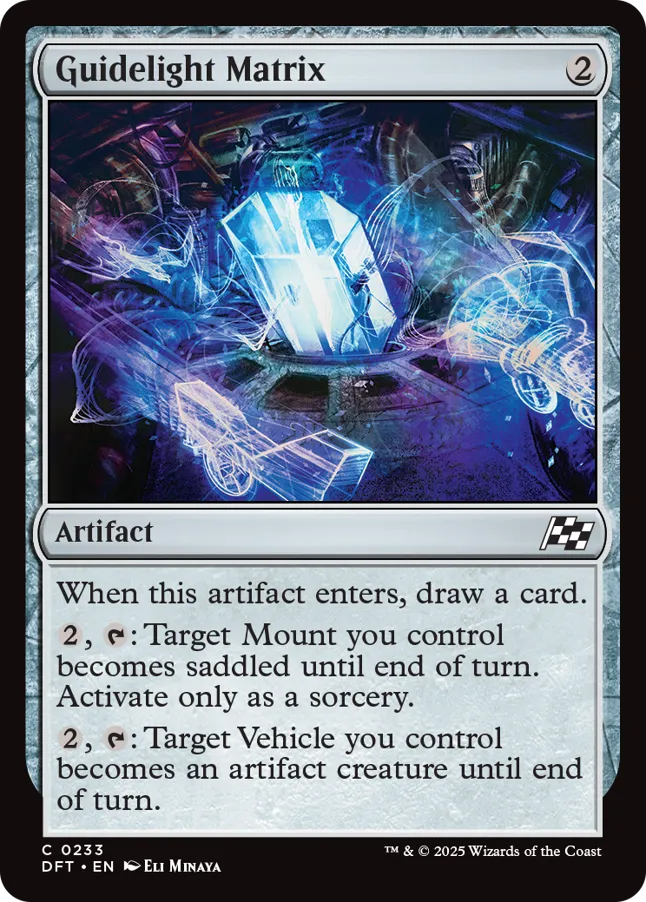 Guidelight Matrix 2
Artifact
When this artifact enters, draw a card.
2, : Target Mount you control
becomes saddled until end of turn.
Activate only as a sorcery.
2, : Target Vehicle you control
becomes an artifact creature until end
of turn.
C 0233
DFT • EN Eli Minaya
™ & © 2025 Wizards of the Coast